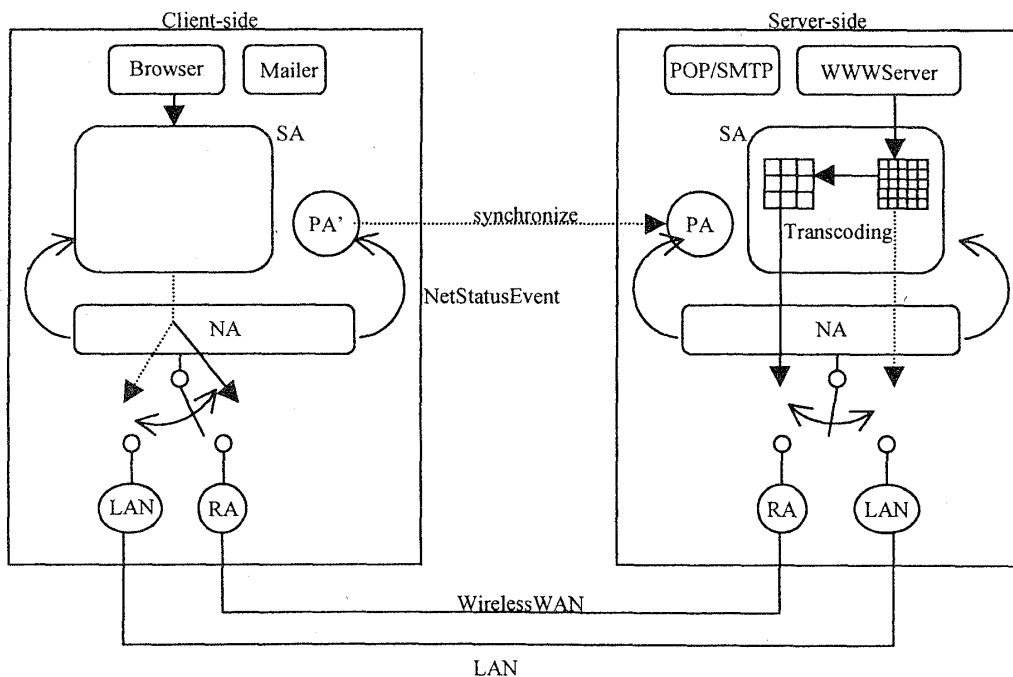 Client-side
Server-side
Browser
Mailer
POP/SMTP
WWWServer
SA
SA
PA'
synchronize
PA
Transcoding
NetStatusEvent
NA
NA
LAN
RA
RA
LAN
WirelessWAN
LAN